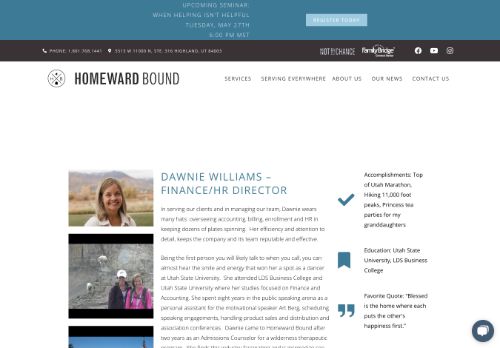 UPCOMING SEMINAR:
WHEN HELPING ISN'T HELPFUL
TUESDAY, MAY 27TH
6:00 PM MST
REGISTER TODAY
PHONE: 1.801.768.1441
5513 W 11000 N, STE. 316 HIGHLAND, UT 84003
NOT BY CHANCE
FamilyBridge
HOMEWARD BOUND
SERVICES
SERVING EVERYWHERE
ABOUT US
OUR NEWS
CONTACT US
DAWNIE WILLIAMS –
FINANCE/HR DIRECTOR
In serving our clients and in managing our team, Dawnie wears
many hats: overseeing accounting, billing, enrollment and HR in
keeping dozens of plates spinning. Her efficiency and attention to
detail, keeps the company and its team reputable and effective.
Being the first person you will likely talk to when you call, you can
almost hear the smile and energy that won her a spot as a dancer
at Utah State University. She attended LDS Business College and
Utah State University where her studies focused on Finance and
Accounting. She spent eight years in the public speaking arena as a
personal assistant for the motivational speaker Art Berg, scheduling
speaking engagements, handling product sales and distribution and
association conferences. Dawnie came to Homeward Bound after
two years as an Admissions Counselor for a wilderness therapeutic
Accomplishments: Top
of Utah Marathon,
Hiking 11,000 foot
peaks, Princess tea
parties for my
granddaughters
Education: Utah State
University, LDS Business
College
Favorite Quote: "Blessed
is the home where each
puts the other's
happiness first."